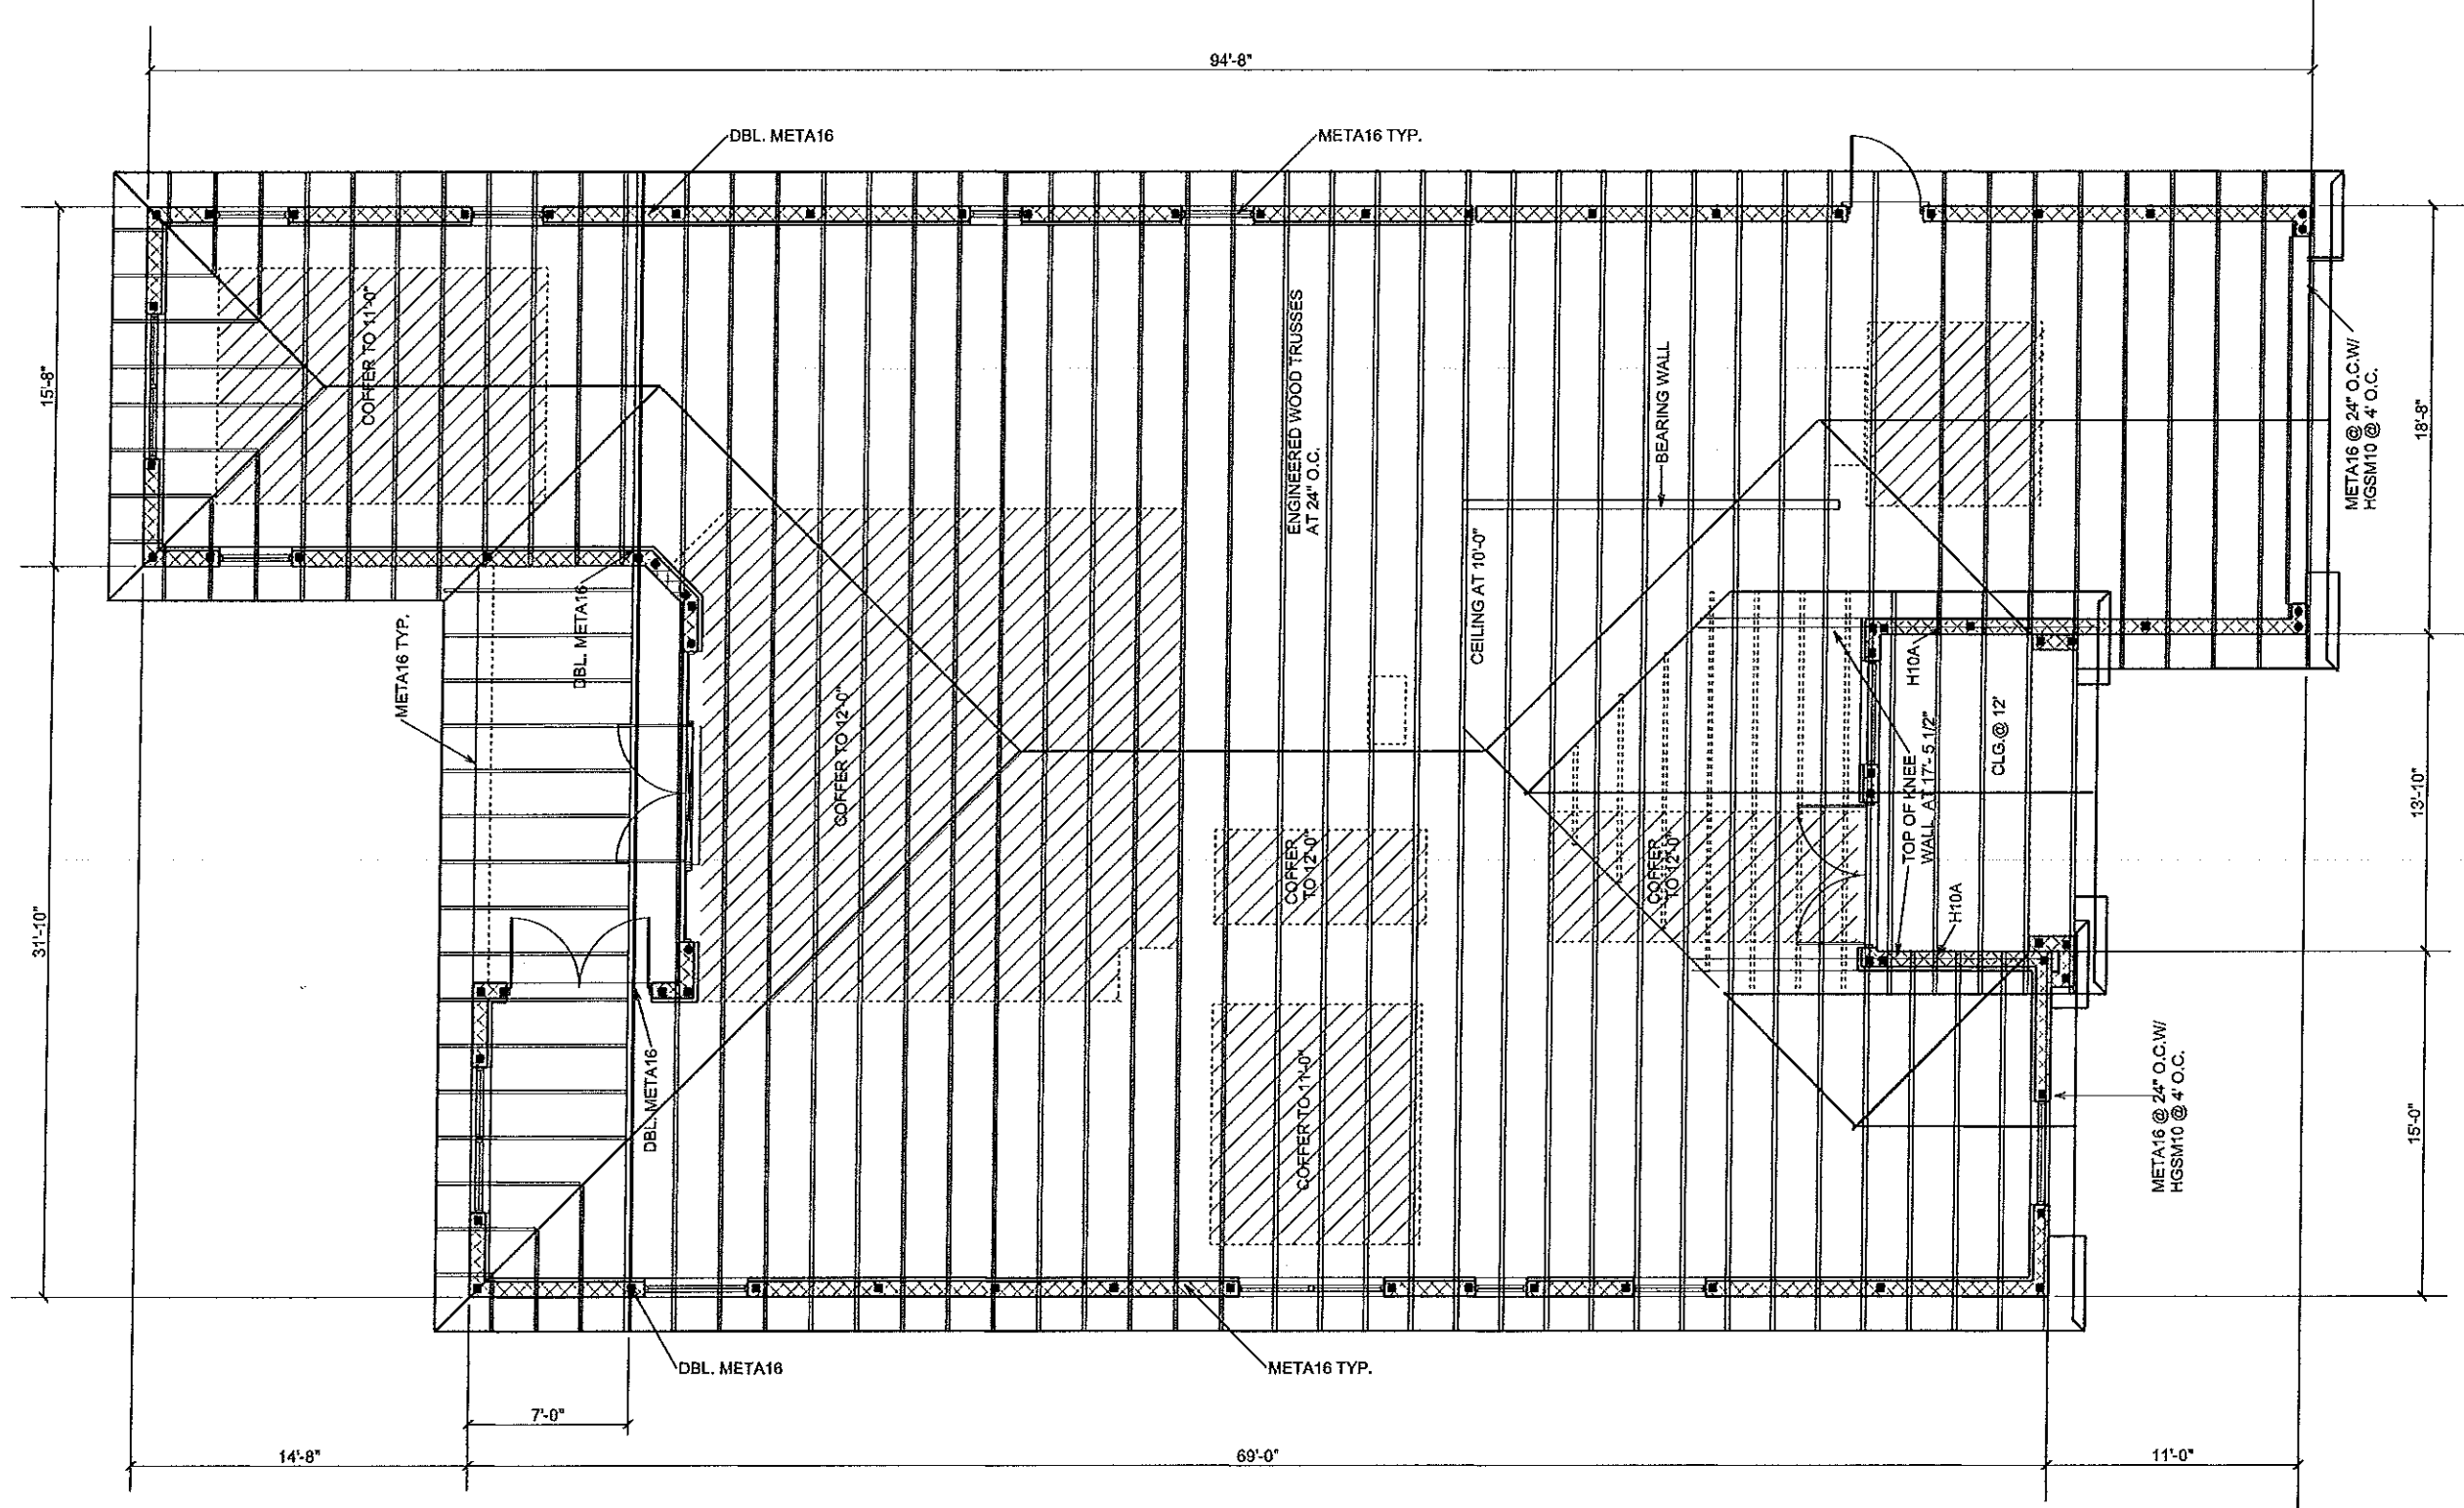 94'-8"
DBL. META16
META16 TYP.
15'-8"
COFFER TO 11'-0"
ENGINEERED WOOD TRUSSES
AT 24" O.C.
BEARING WALL
META16 @ 24" O.C.W/
HGSM10 @ 4' O.C.
18'-8"
META16 TYP.
DBL. META16
CEILING AT 10'-0"
H10A
COFFER TO 12'-0"
TOP OF KNEE
WALL AT 17'- 5 1/2"
CLG.@ 12'
13'-10"
COFFER
TO 12'-0"
COFFER
TO 12'-0"
H10A
31'-10"
DBL. META16
COFFER TO 11'-0"
META16 @ 24" O.C.W/
HGSM10 @ 4' O.C.
15'-0"
DBL. META16
META16 TYP.
7'-0"
14'-8"
69'-0"
11'-0"